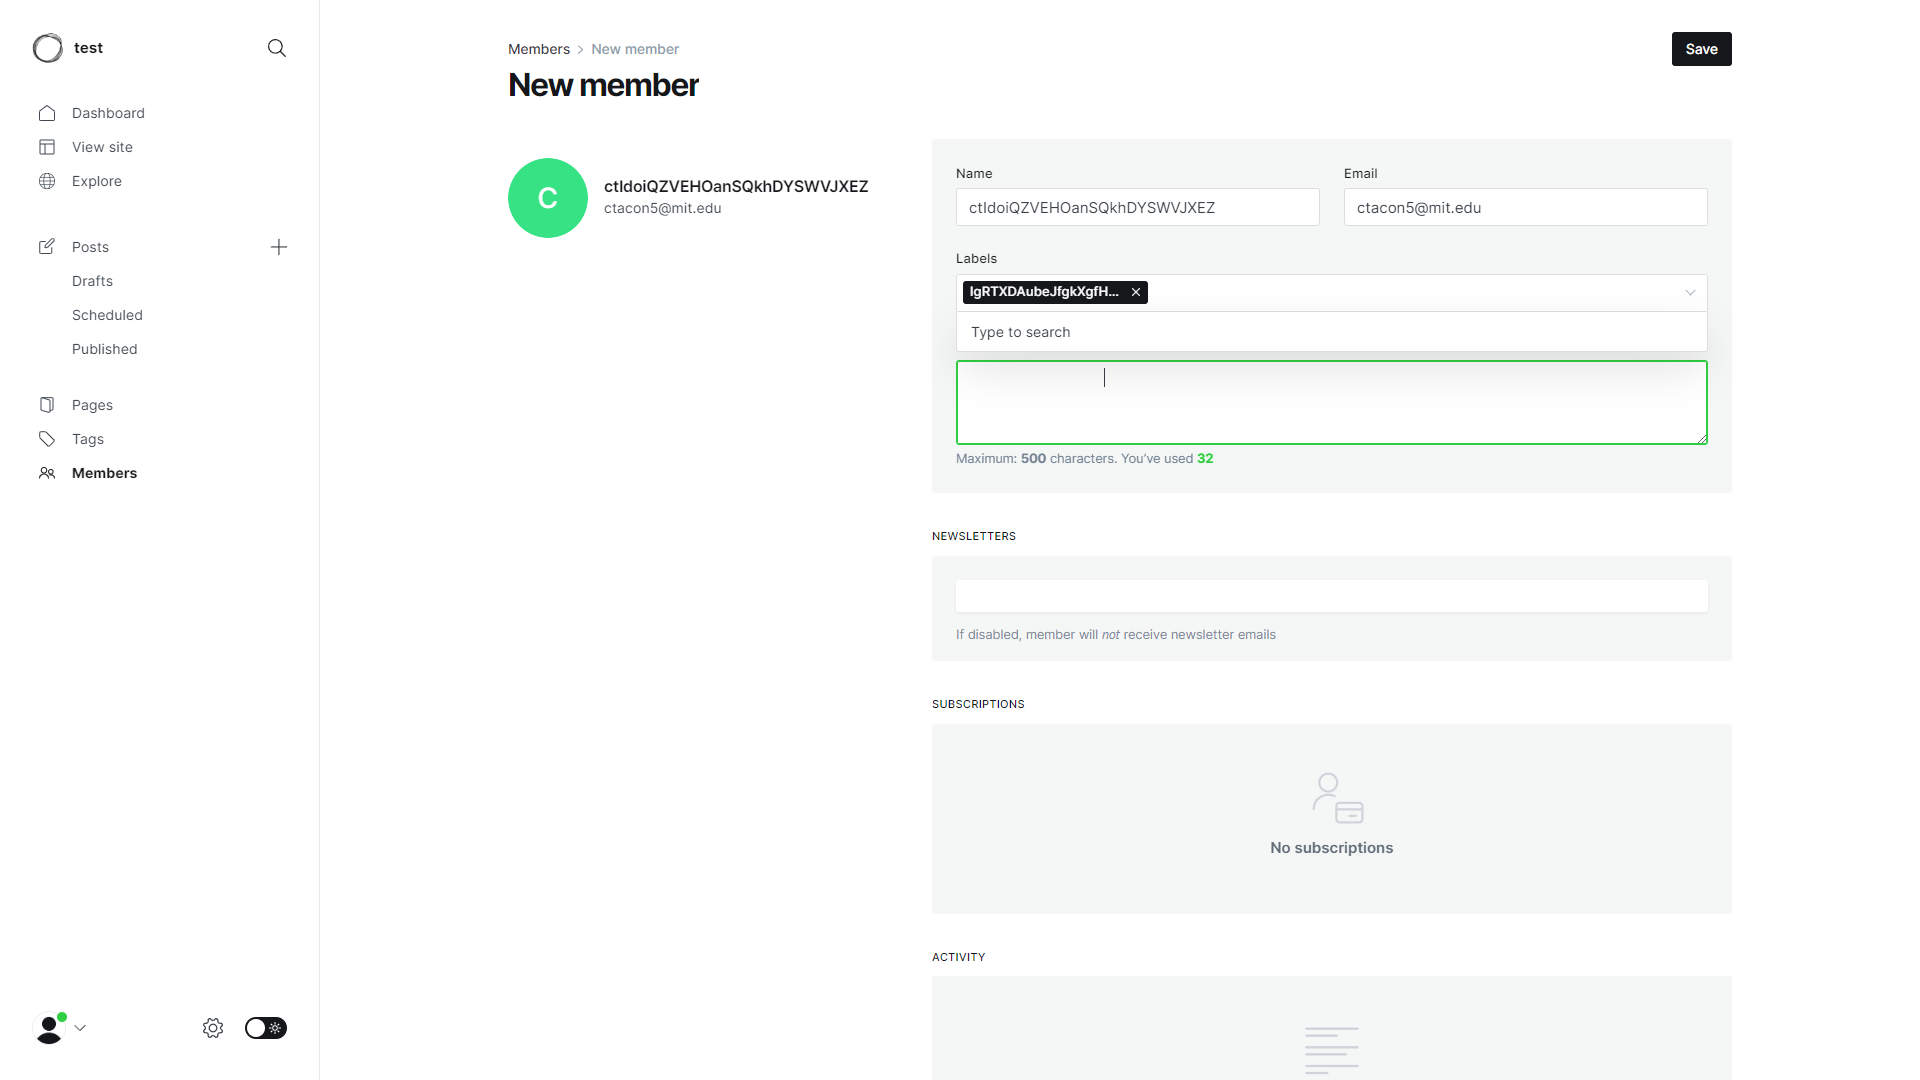 test
Dashboard
View site
Explore
Posts
Drafts
Scheduled
Published
Pages
Tags
Members
Members > New member
Save
New member
C
ctIdoiQZVEHOanSQkhDYSWVJXEZ
ctacon5@mit.edu
Name
ctIdoiQZVEHOanSQkhDYSWVJXEZ
Email
ctacon5@mit.edu
Labels
IgRTXDAubeJfgkXgfH...
Type to search
Maximum: 500 characters. You’ve used 32
NEWSLETTERS
If disabled, member will not receive newsletter emails
SUBSCRIPTIONS
No subscriptions
ACTIVITY